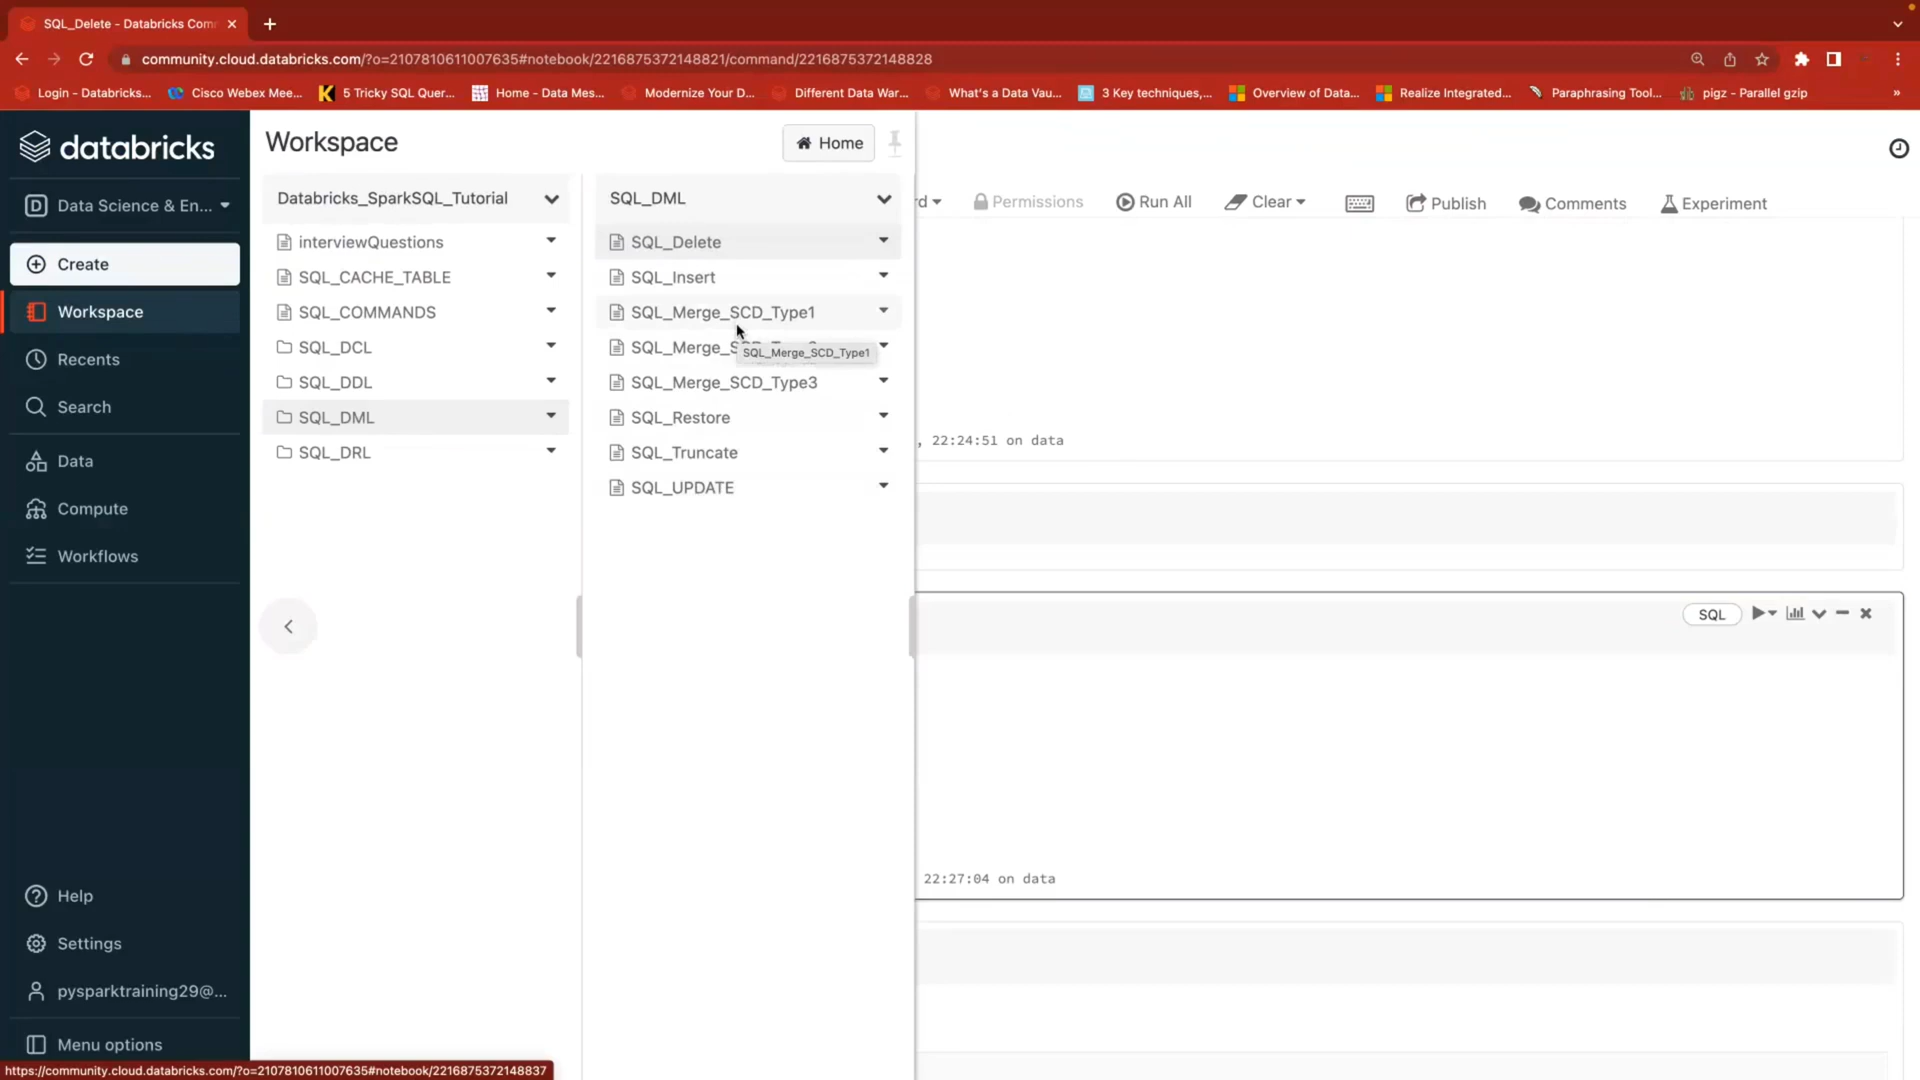 SQL_Delete - Databricks Com
community.cloud.databricks.com/?o=2107810611007635#notebook/2216875372148821/command/2216875372148828
Login - Databricks... Cisco Webex Mee... 5 Tricky SQL Quer... Home - Data Mes... Modernize Your D... Different Data War... What's a Data Vau... 3 Key techniques,... Overview of Data... Realize Integrated... Paraphrasing Tool... pigz - Parallel gzip »
databricks
Data Science & En...
Create
Workspace
Recents
Search
Data
Compute
Workflows
Help
Settings
pysparktraining29@...
Menu options
Workspace
Home
Databricks_SparkSQL_Tutorial
interviewQuestions
SQL_CACHE_TABLE
SQL_COMMANDS
SQL_DCL
SQL_DDL
SQL_DML
SQL_DRL
SQL_DML
SQL_Delete
SQL_Insert
SQL_Merge_SCD_Type1
SQL_Merge_S
SQL_Merge_SCD_Type1
SQL_Merge_SCD_Type3
SQL_Restore
SQL_Truncate
SQL_UPDATE
rd Permissions Run All Clear Publish Comments Experiment
, 22:24:51 on data
SQL
22:27:04 on data
https://community.cloud.databricks.com/?o=2107810611007635#notebook/2216875372148837